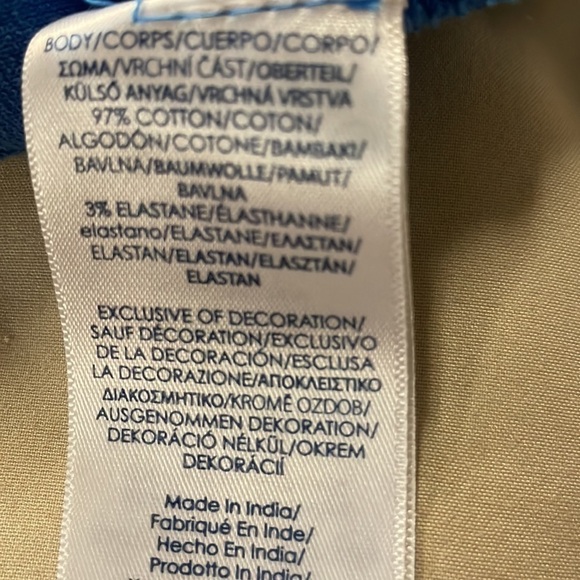 BODY/CORPS/CUERPO/CORPO/
ΣΩΜΑ/VRCHNÍ ČÁST/OBERTEIL/
KÜLSŐ ANYAG/VRCHNÁ VRSTVA
97% COTTON/COTON/
ALGODÓN/COTONE/ΒΑΜΒΑΚΙ/
BAVLNA/BAUMWOLLE/PAMUT/
BAVLNA
3% ELASTANE/ÉLASTHANNE/
elastano/ELASTANE/ΕΛΑΣΤΑΝ/
ELASTAN/ELASTAN/ELASZTÁN/
ELASTAN
EXCLUSIVE OF DECORATION/
SAUF DÉCORATION/EXCLUSIVO
DE LA DECORACIÓN/ESCLUSA
LA DECORAZIONE/ΑΠΟΚΛΕΙΣΤΙΚΟ
ΔΙΑΚΟΣΜΗΤΙΚΟ/KROMĚ OZDOB/
AUSGENOMMEN DEKORATION/
DEKORÁCIÓ NÉLKÜL/OKREM
DEKORÁCIÍ
Made In India/
Fabriqué En Inde/
Hecho En India/
Prodotto In India/